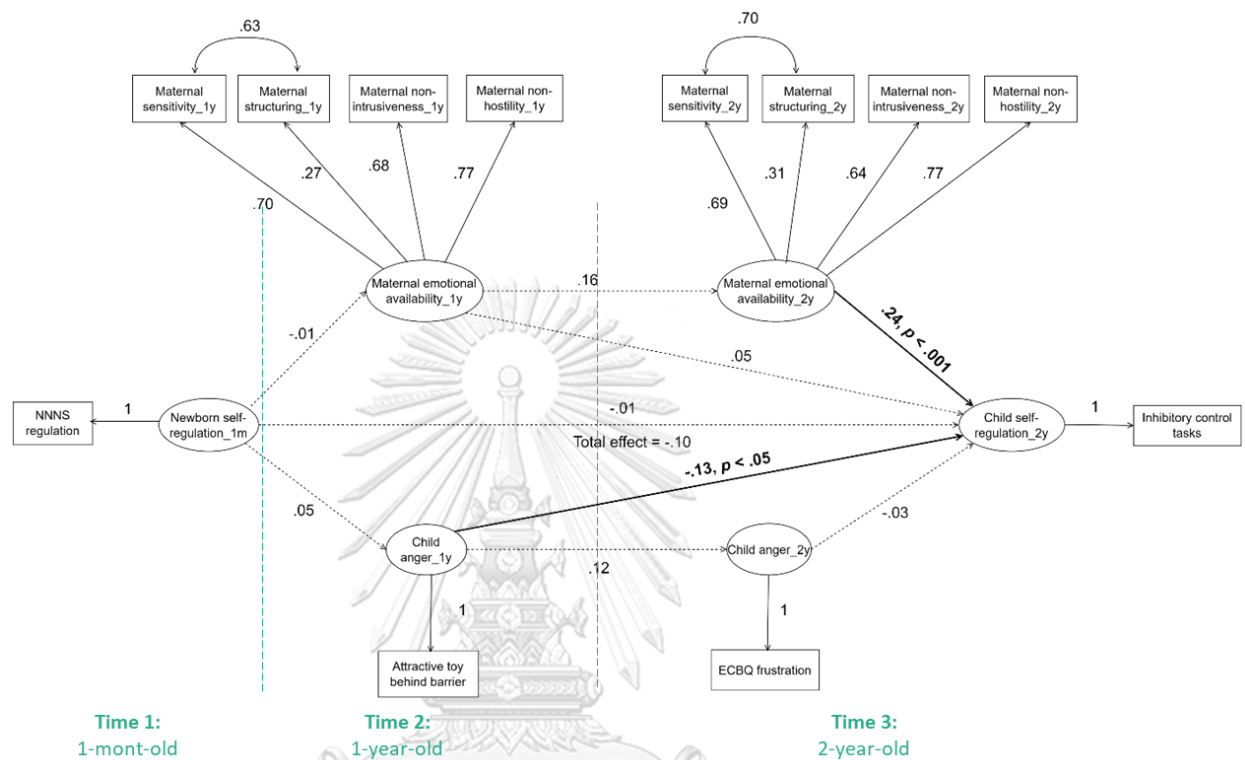 .63
.70
Maternal
sensitivity_1y
Maternal
structuring_1y
Maternal non-
intrusiveness_1y
Maternal non-
hostility_1y
Maternal
sensitivity_2y
Maternal
structuring_2y
Maternal non-
intrusiveness_2y
Maternal non-
hostility_2y
.70
.27
.68
.77
.69
.31
.64
.77
Maternal emotional
availability_1y
.16
Maternal emotional
availability_2y
-.01
.05
.24, p < .001
NNNS
regulation
1
Newborn self-
regulation_1m
-.01
Total effect = -.10
Child self-
regulation_2y
1
Inhibitory control
tasks
-.13, p < .05
.05
-.03
Child
anger_1y
.12
Child anger_2y
1
1
Attractive toy
behind barrier
ECBQ frustration
Time 1:
1-mont-old
Time 2:
1-year-old
Time 3:
2-year-old